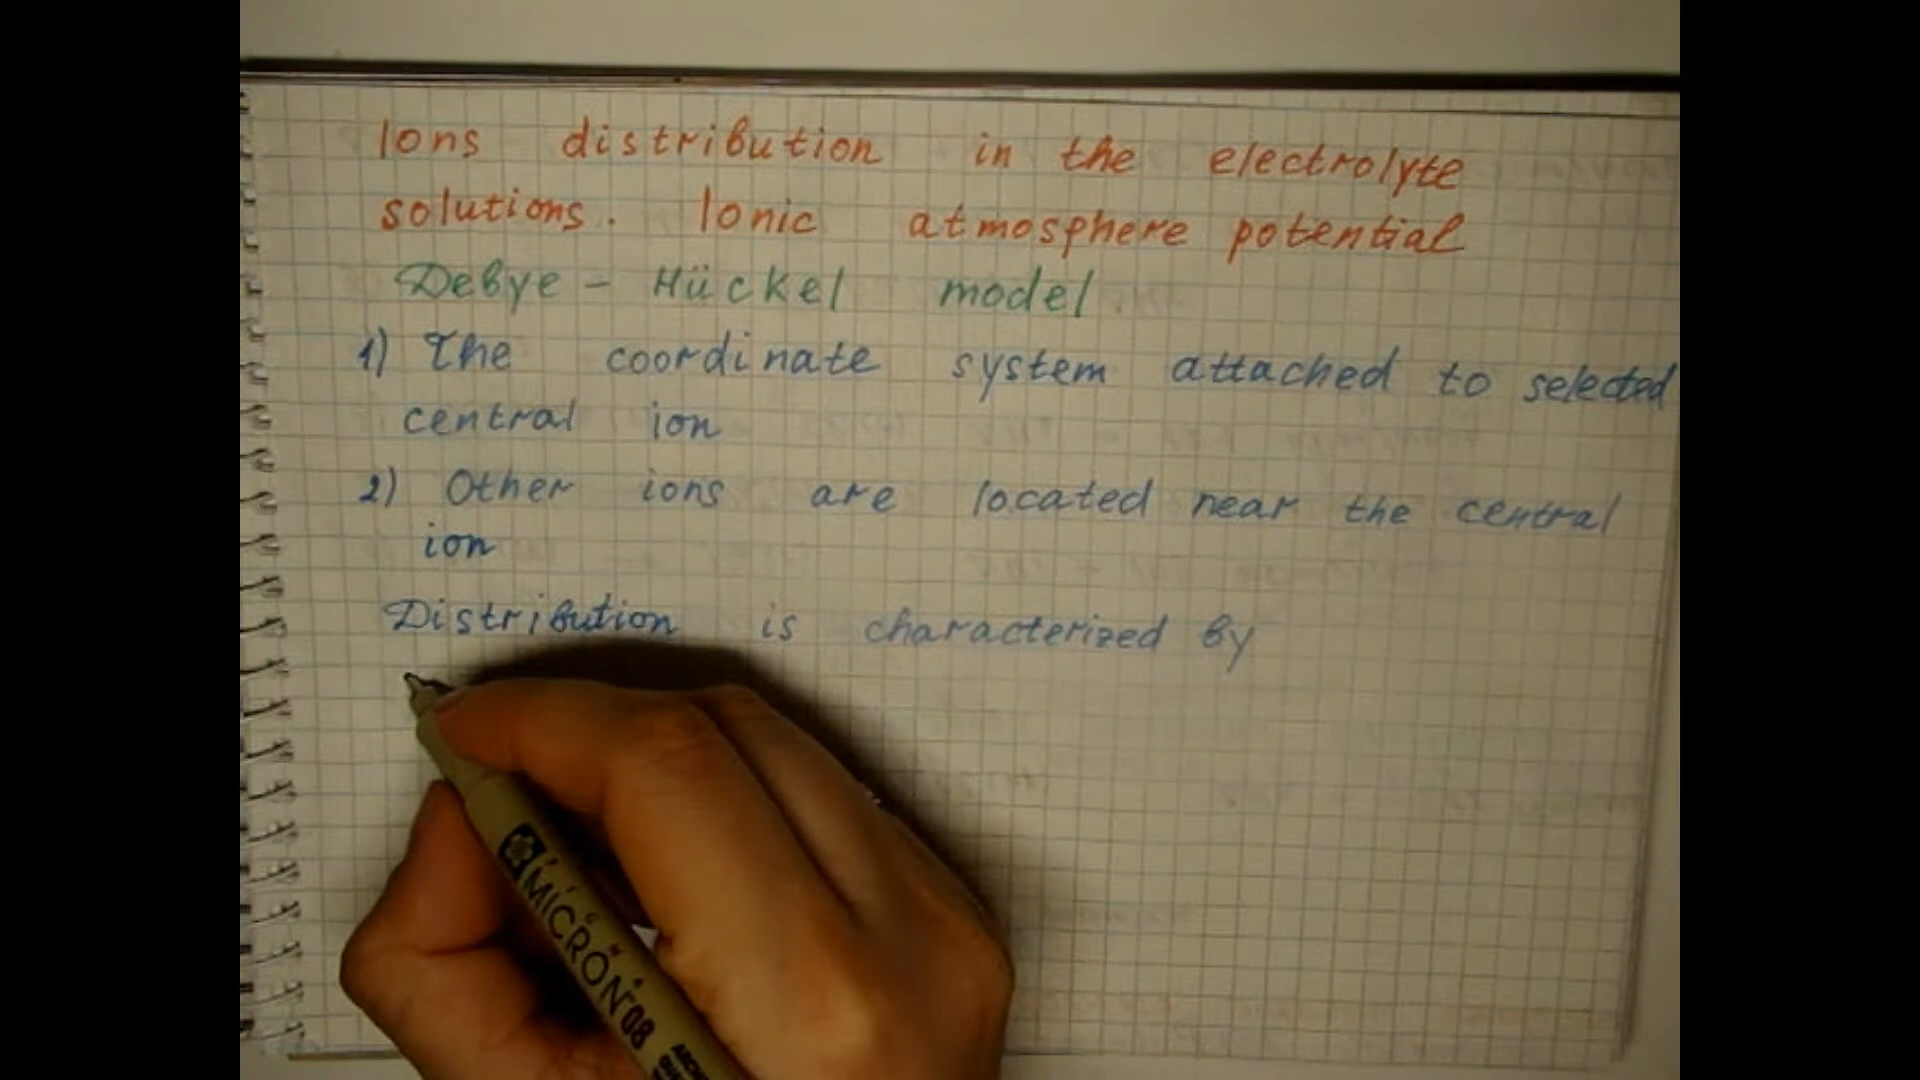 Ions distribution in the electrolyte
solutions. Ionic atmosphere potential
Debye - Hückel model.
1) The coordinate system attached to selected
central ion
2) Other ions are located near the central
ion
Distribution is characterized by
MICRON 08